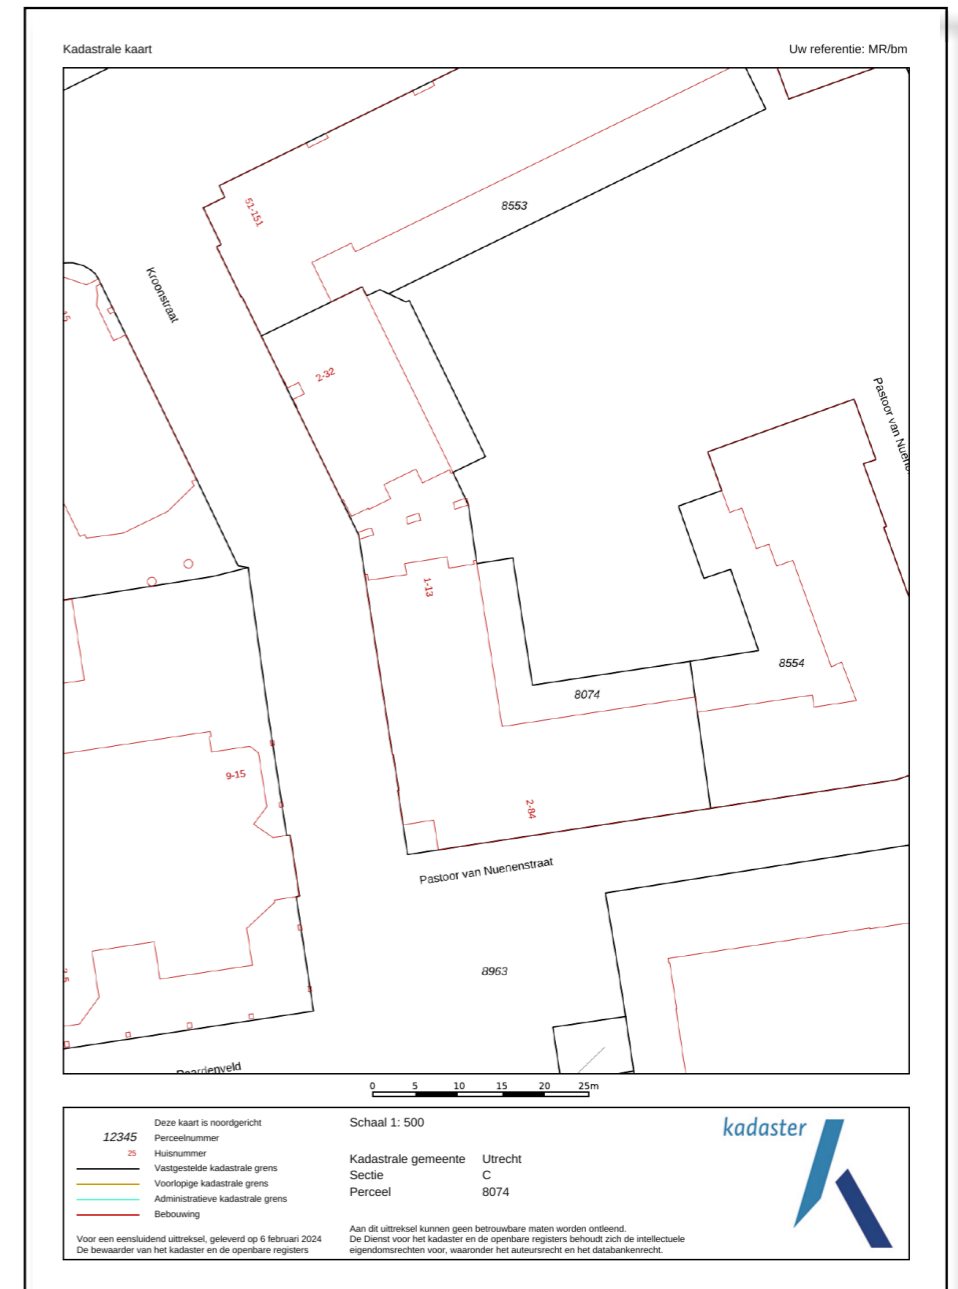 Kadastrale kaart
Uw referentie: MR/bm
8553
51-151
Kroonstraat
2-32
Pastoor van
1-13
8554
8074
9-15
2-84
Pastoor van Nuenenstraat
8963
0 5 10 15 20 25m
Deze kaart is noordgericht
12345 Perceelnummer
25 Huisnummer
Vastgestelde kadastrale grens
Voorlopige kadastrale grens
Administratieve kadastrale grens
Bebouwing
Voor een eensluidend uittreksel, geleverd op 6 februari 2024
De bewaarder van het kadaster en de openbare registers
Schaal 1: 500
Kadastrale gemeente Utrecht
Sectie C
Perceel 8074
Aan dit uittreksel kunnen geen betrouwbare maten worden ontleend.
De Dienst voor het kadaster en de openbare registers behoudt zich de intellectuele
eigendomsrechten voor, waaronder het auteursrecht en het databankenrecht.
kadaster